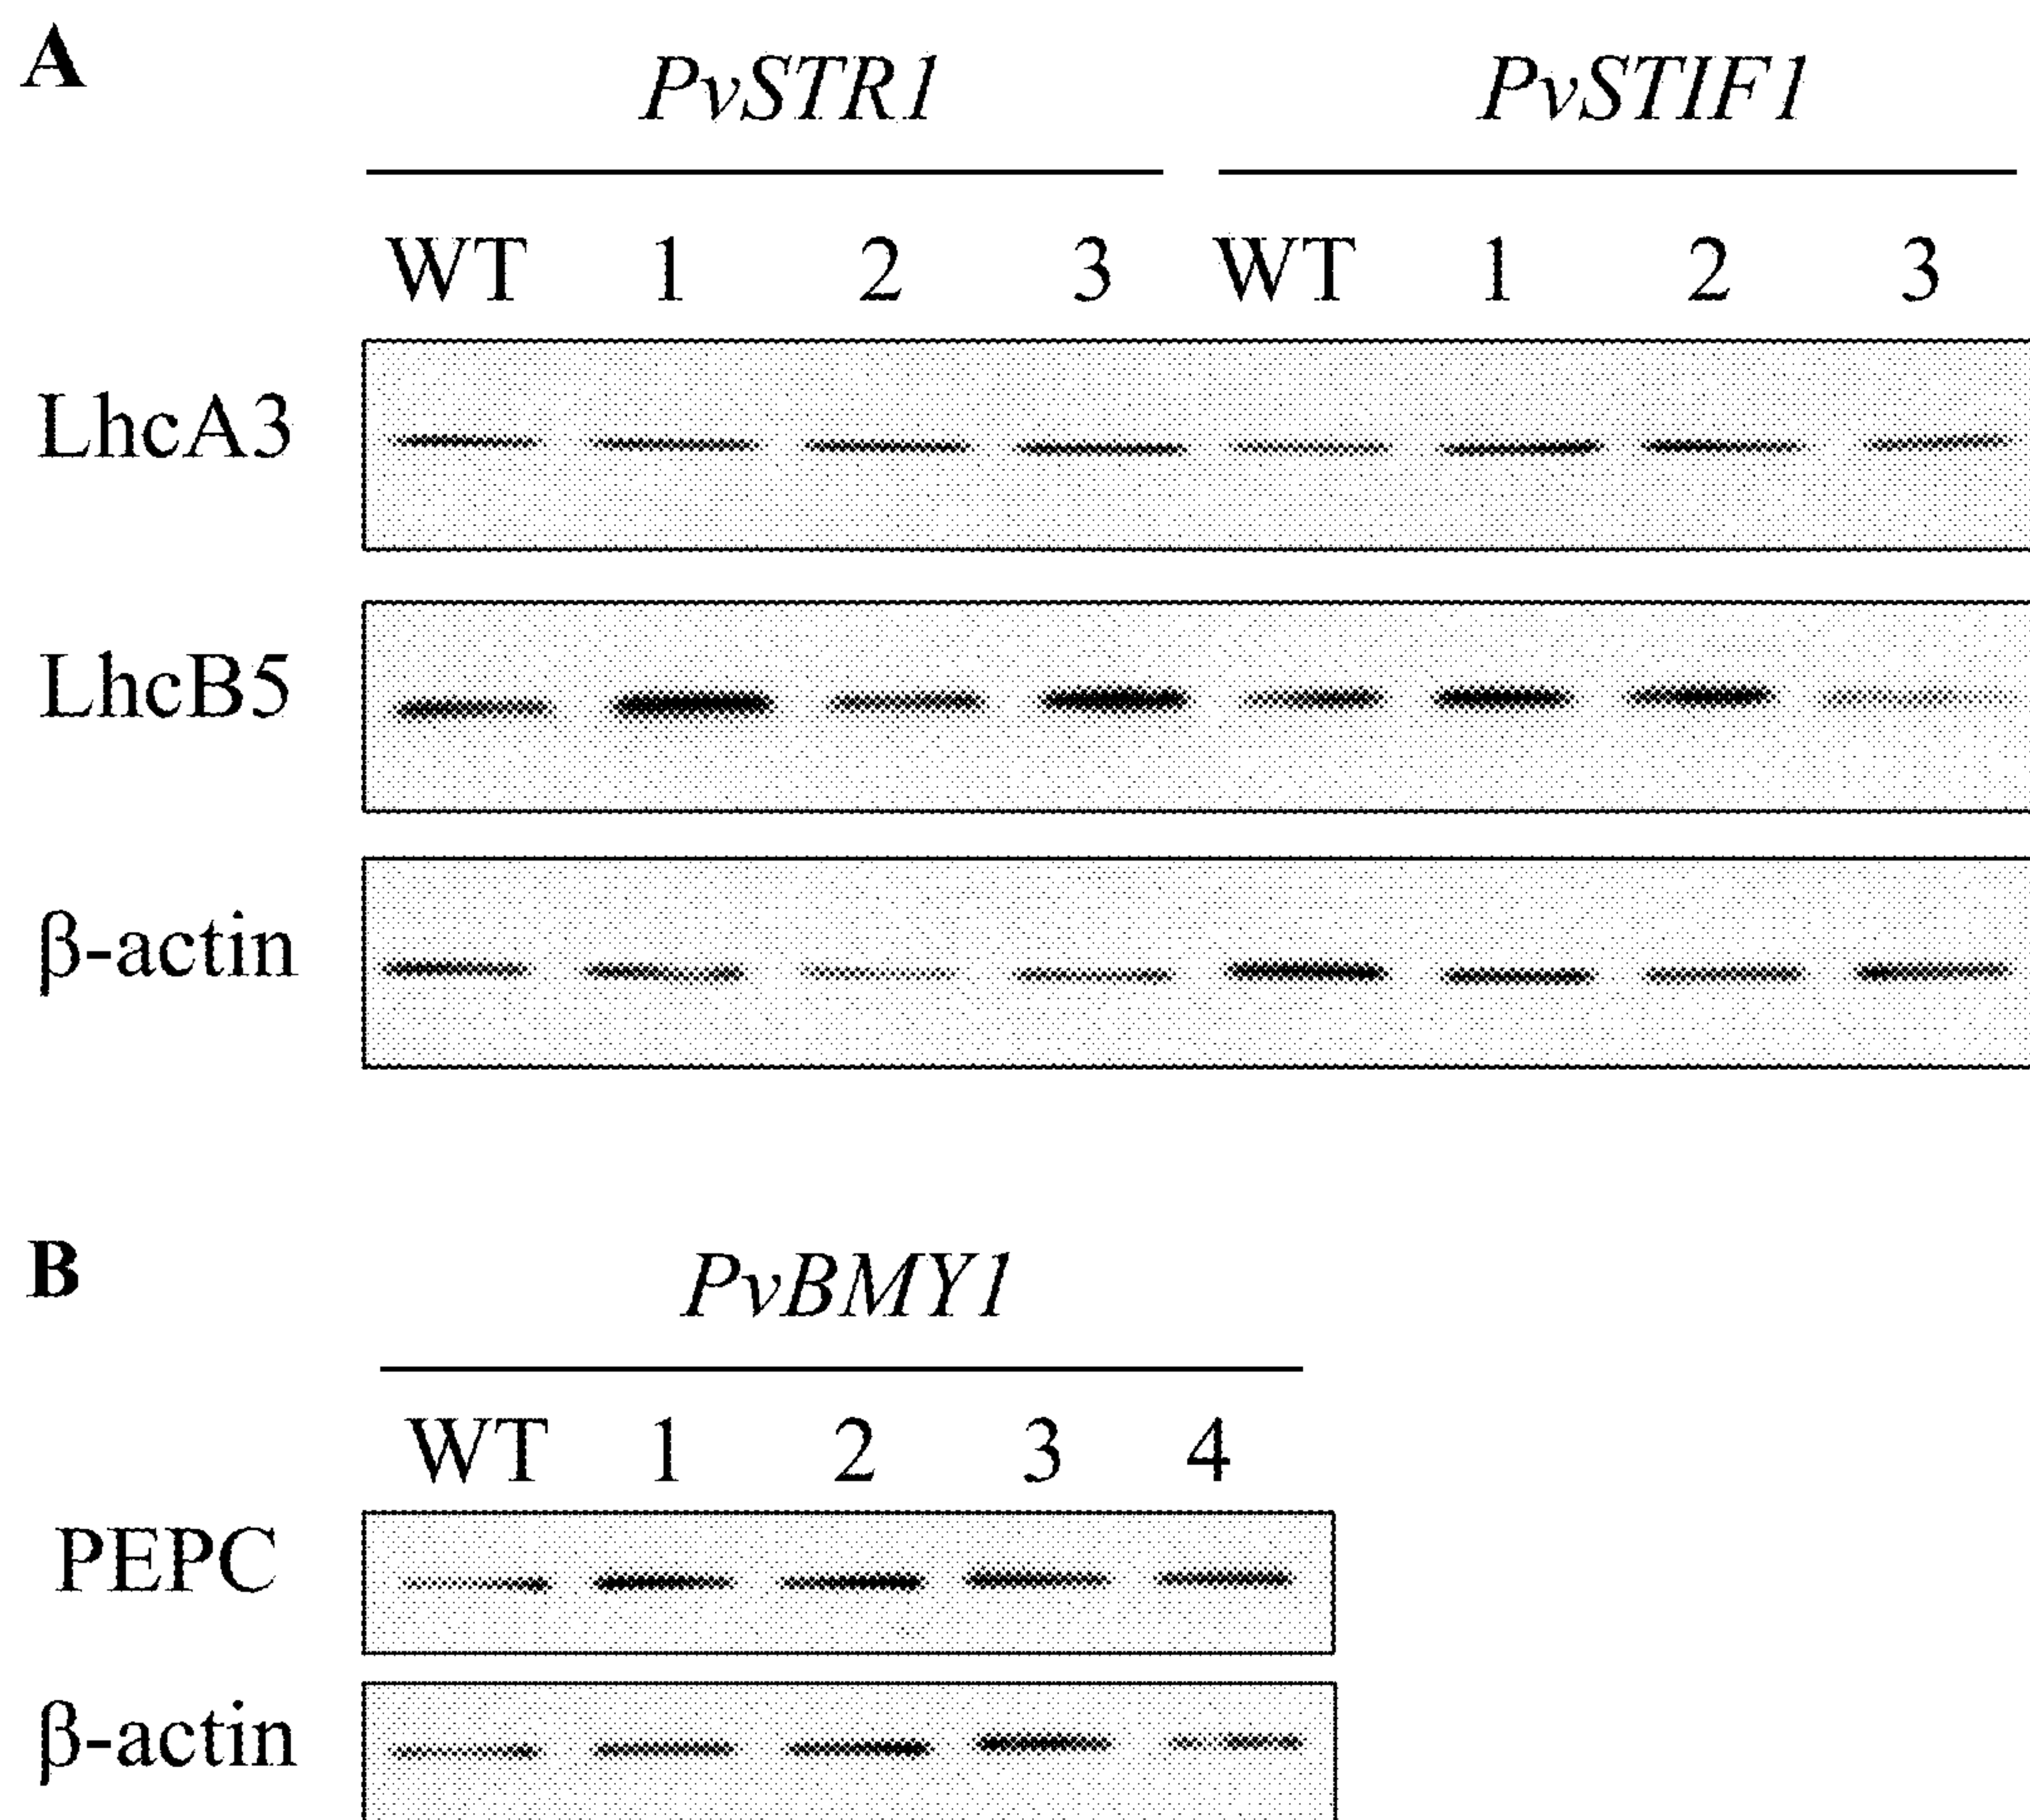 A
PvSTR1 PvSTIF1
WT 1 2 3 WT 1 2 3
LhcA3
LhcB5
β-actin
B
PvBMY1
WT 1 2 3 4
PEPC
β-actin